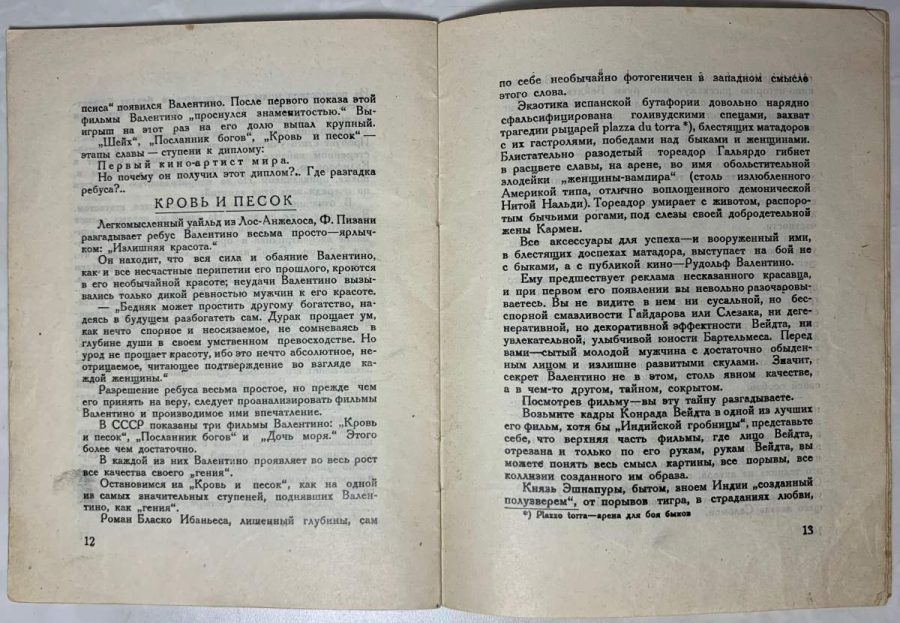 псиса" появился Валентино. После первого показа этой
фильмы Валентино „проснулся знаменитостью." Вы-
игрыш на этот раз на его долю выпал крупный.
„Шейх", „Посланник богов", „Кровь и песок"—
этапы славы—ступени к диплому:
Первый кино-артист мира.
Но почему он получил этот диплом?.. Где разгадка
ребуса?..
КРОВЬ И ПЕСОК
Легкомысленный уайльд из Лос-Анжелоса, Ф. Пизани
разгадывает ребус Валентино весьма просто—ярлыч-
ком: „Излишняя красота."
Он находит, что вся сила и обаяние Валентино,
как и все несчастные перипетии его прошлого, кроются
в его необычайной красоте; неудачи Валентино вызы-
вались только дикой ревностью мужчин к его красоте.
— „Бедняк может простить другому богатство, на-
деясь в будущем разбогатеть сам. Дурак прощает ум,
как нечто спорное и неосязаемое, не сомневаясь в
глубине души в своем умственном превосходстве. Но
урод не прощает красоту, ибо это нечто абсолютное, не-
отрицаемое, читающее подтверждение во взгляде ка-
ждой женщины."
Разрешение ребуса весьма простое, но прежде чем
его принять на веру, следует проанализировать фильмы
Валентино и производимое ими впечатление.
В СССР показаны три фильмы Валентино: „Кровь
и песок", „Посланник богов" и „Дочь моря." Этого
более чем достаточно.
В каждой из них Валентино проявляет во весь рост
все качества своего „гения".
Остановимся на „Кровь и песок", как на одной
из самых значительных ступеней, поднявших Вален-
тино, как „гения".
Роман Бласко Ибаньеса, лишенный глубины, сам
12
по себе необычайно фотогеничен в западном смысле
этого слова.
Экзотика испанской бутафории довольно нарядно
сфальсифицирована голивудскими спецами, захват
трагедии рыцарей plazza du torra *), блестящих матадоров
с их гастролями, победами над быками и женщинами.
Блистательно разодетый тореадор Гальярдо гибнет
в расцвете славы, на арене, во имя обольстительной
злодейки „женщины-вампира" (столь излюбленного
Америкой типа, отлично воплощенного демонической
Нитой Нальди). Тореадор умирает с животом, распоро-
тым бычьими рогами, под слезы своей добродетельной
жены Кармен.
Все аксессуары для успеха—и вооруженный ими,
в блестящих доспехах матадора, выступает на бой не
с быками, а с публикой кино—Рудольф Валентино.
Ему предшествует реклама несказанного красавца,
и при первом его появлении вы невольно разочаровы-
ваетесь. Вы не видите в нем ни сусальной, но бес-
спорной смазливости Гайдарова или Слезака, ни деге-
неративной, но декоративной эффектности Вейдта, ни
увлекательной, улыбчивой юности Бартельмеса. Перед
вами—сытый молодой мужчина с достаточно обыден-
ным лицом и излишне развитыми скулами. Значит,
секрет Валентино не в этом, столь явном качестве,
а в чем-то другом, тайном, сокрытом.
Посмотрев фильму—вы эту тайну разгадываете.
Возьмите кадры Конрада Вейдта в одной из лучших
его фильм, хотя бы „Индийской гробницы", представьте
себе, что верхняя часть фильмы, где лицо Вейдта,
отрезана и только по его рукам, рукам Вейдта, вы
можете понять весь смысл картины, все порывы, все
коллизии созданного им образа.
Князь Эшнапуры, бытом, зноем Индии „созданный
полузверем", от порывов тигра, в страданиях любви,
*) Plazzo torra—арена для боя быков
13